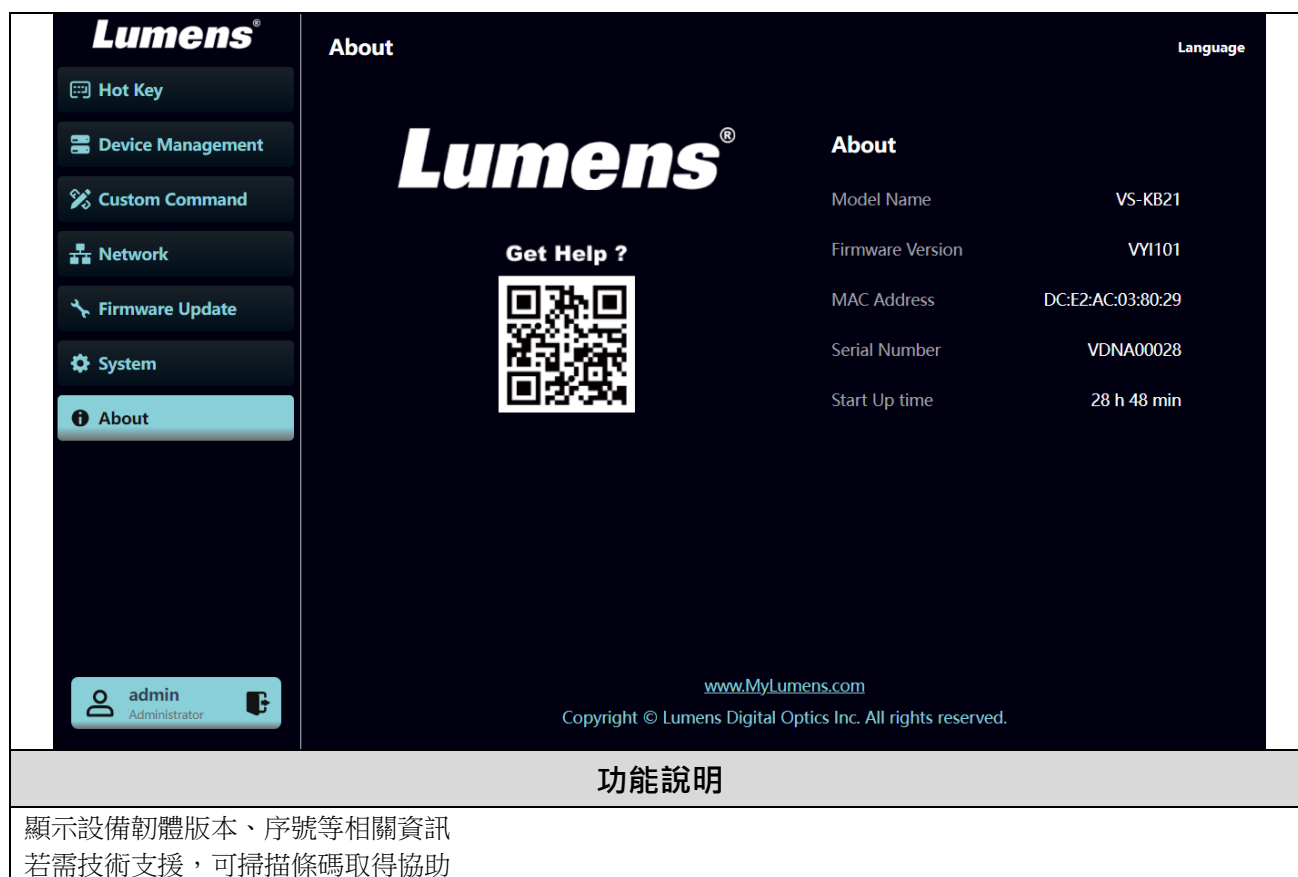 Lumens®
Hot Key
Device Management
Custom Command
Network
Firmware Update
System
About
admin
Administrator
About
Language
Lumens®
Get Help ?
About
Model Name VS-KB21
Firmware Version VYI101
MAC Address DC:E2:AC:03:80:29
Serial Number VDNA00028
Start Up time 28 h 48 min
www.MyLumens.com
Copyright © Lumens Digital Optics Inc. All rights reserved.
功能說明
顯示設備韌體版本、序號等相關資訊
若需技術支援，可掃描條碼取得協助